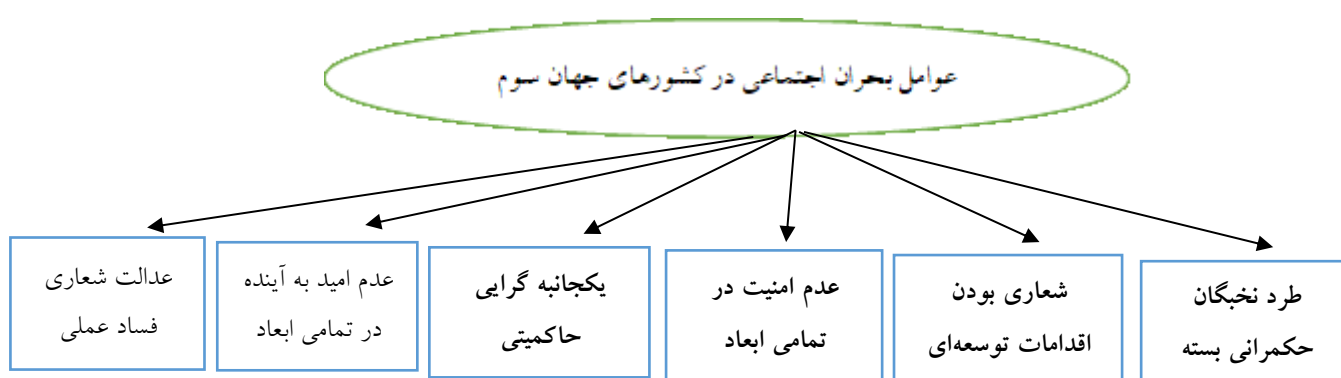 عوامل بحران اجتماعی در کشورهای جهان سوم
طرد نخبگان
حکمرانی بسته
شعاری بودن
اقدامات توسعه‌ای
عدم امنیت در
تمامی ابعاد
یکجانبه گرایی
حاکمیتی
عدم امید به آینده
در تمامی ابعاد
عدالت شعاری
فساد عملی